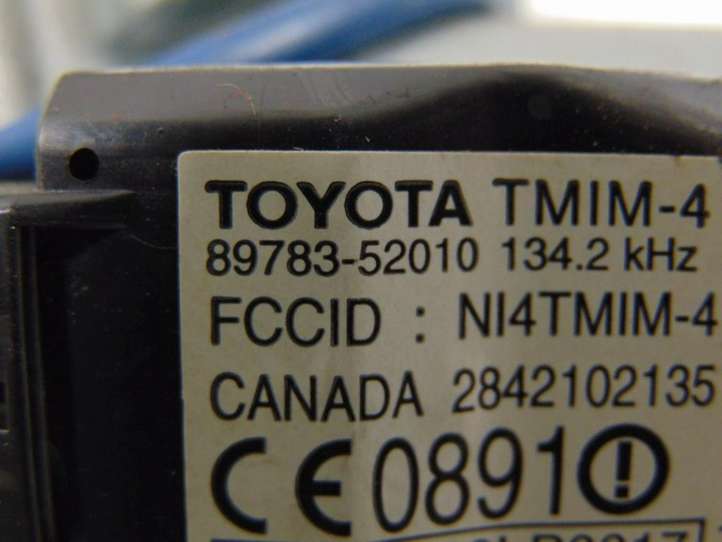 TOYOTA TMIM-4
89783-52010 134.2 kHz
FCCID : NI4TMIM-4
CANADA 2842102135
CE0891!